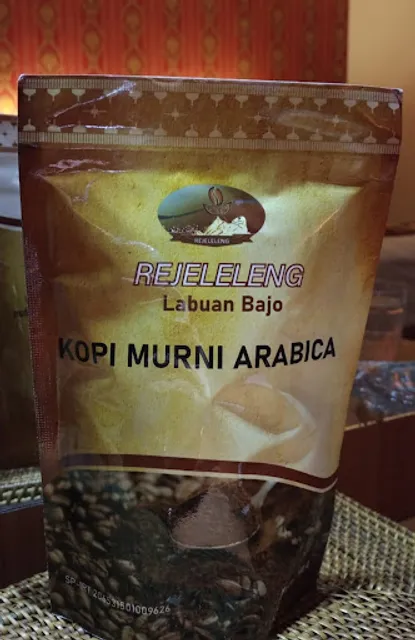 REJELELENG
REJELELENG
Labuan Bajo
KOPI MURNI ARABICA